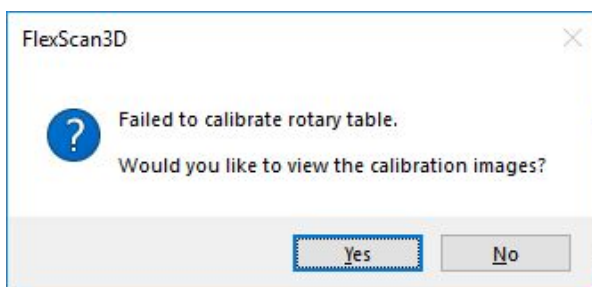 FlexScan3D
Failed to calibrate rotary table.
Would you like to view the calibration images?
Yes
No